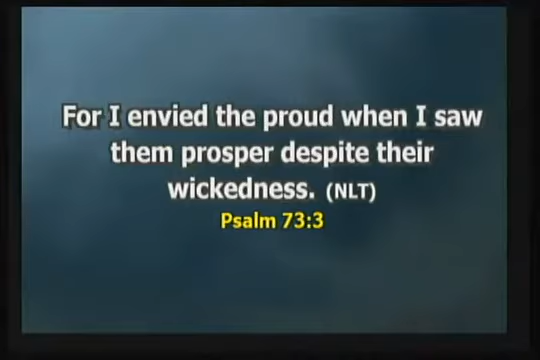 For I envied the proud when I saw
them prosper despite their
wickedness. (NLT)
Psalm 73:3